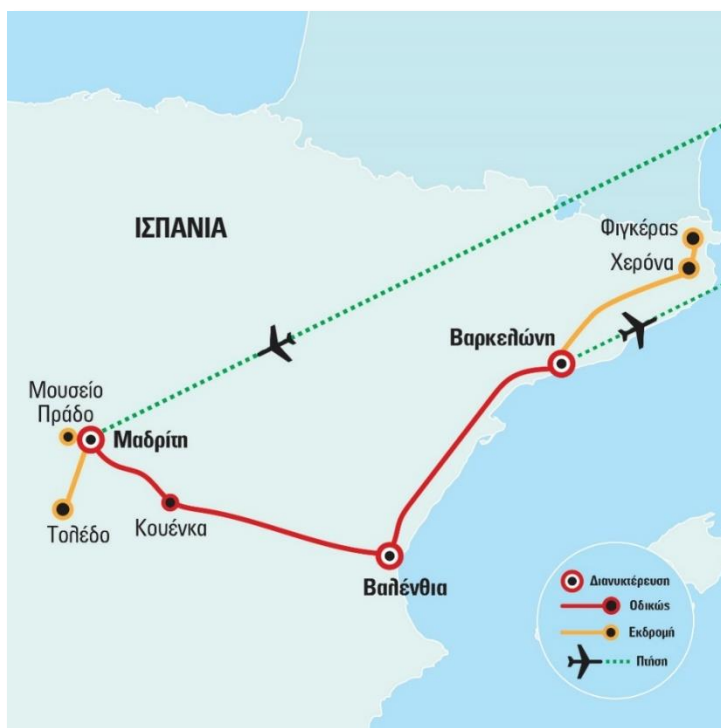 ΙΣΠΑΝΙΑ
Φιγκέρας
Χερόνα
Βαρκελώνη
Μουσείο
Πράδο
Μαδρίτη
Τολέδο
Κουένκα
Βαλένθια
Διανυκτέρευση
Οδικώς
Εκδρομή
Πτήση